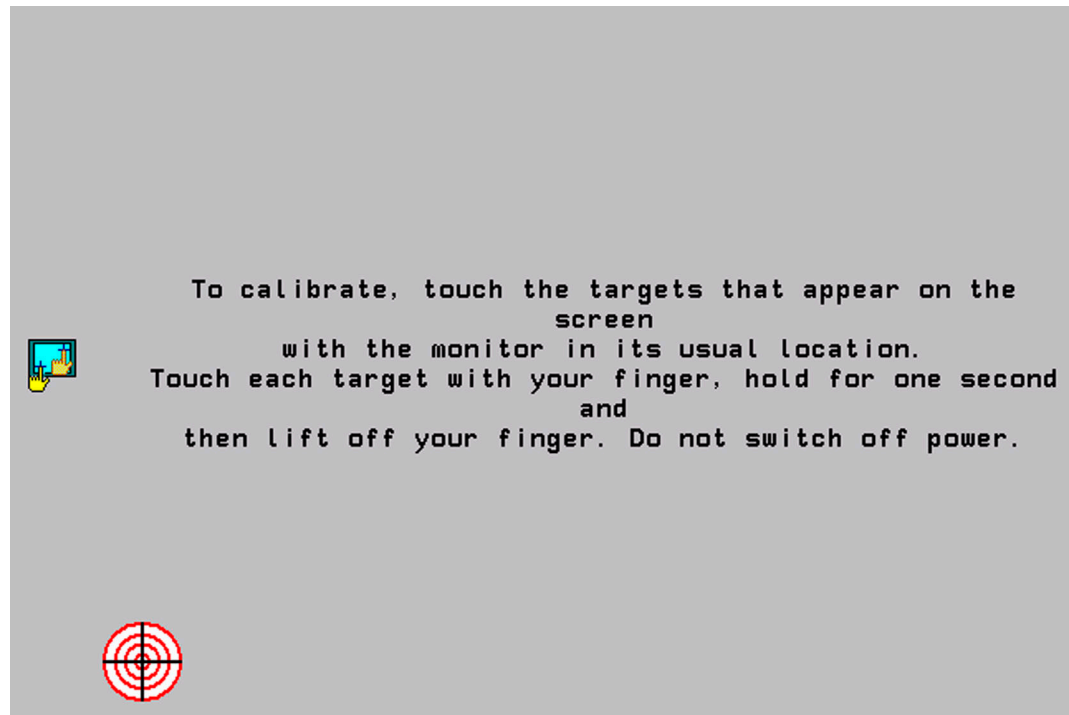 To calibrate, touch the targets that appear on the
screen
with the monitor in its usual location.
Touch each target with your finger, hold for one second
and
then lift off your finger. Do not switch off power.